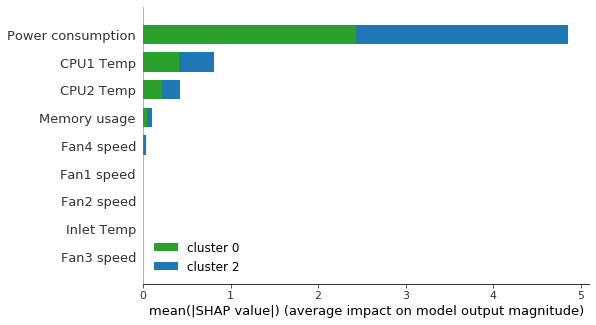 Power consumption
CPU1 Temp
CPU2 Temp
Memory usage
Fan4 speed
Fan1 speed
Fan2 speed
Inlet Temp
Fan3 speed
cluster 0
cluster 2
0 1 2 3 4 5
mean(|SHAP value|) (average impact on model output magnitude)